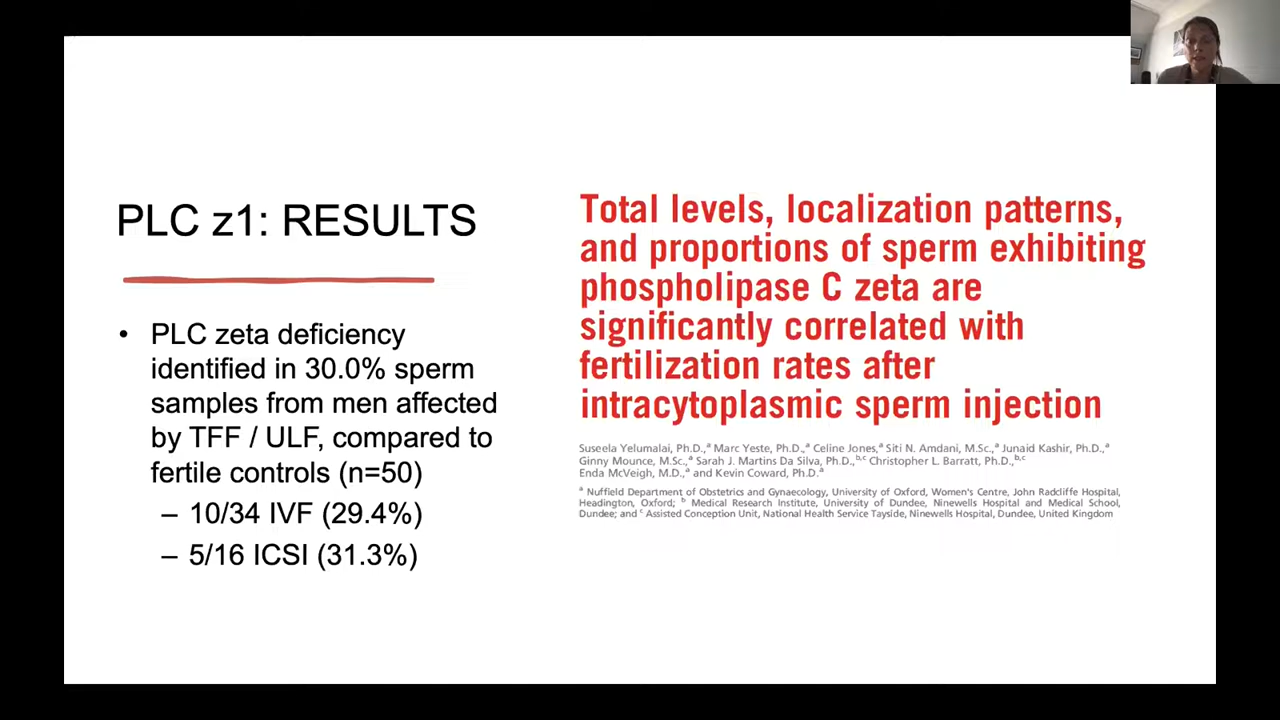 PLC z1: RESULTS
• PLC zeta deficiency
identified in 30.0% sperm
samples from men affected
by TFF / ULF, compared to
fertile controls (n=50)
– 10/34 IVF (29.4%)
– 5/16 ICSI (31.3%)
Total levels, localization patterns,
and proportions of sperm exhibiting
phospholipase C zeta are
significantly correlated with
fertilization rates after
intracytoplasmic sperm injection
Suseela Yelumalai, Ph.D.,a Marc Yeste, Ph.D.,a Celine Jones,a Siti N. Amdani, M.Sc.,a Junaid Kashir, Ph.D.,a
Ginny Mounce, M.Sc.,a Sarah J. Martins Da Silva, Ph.D.,b,c Christopher L. Barratt, Ph.D.,b,c
Enda McVeigh, M.D.,a and Kevin Coward, Ph.D.a
a Nuffield Department of Obstetrics and Gynaecology, University of Oxford, Women's Centre, John Radcliffe Hospital,
Headington, Oxford; b Medical Research Institute, University of Dundee, Ninewells Hospital and Medical School,
Dundee; and c Assisted Conception Unit, National Health Service Tayside, Ninewells Hospital, Dundee, United Kingdom